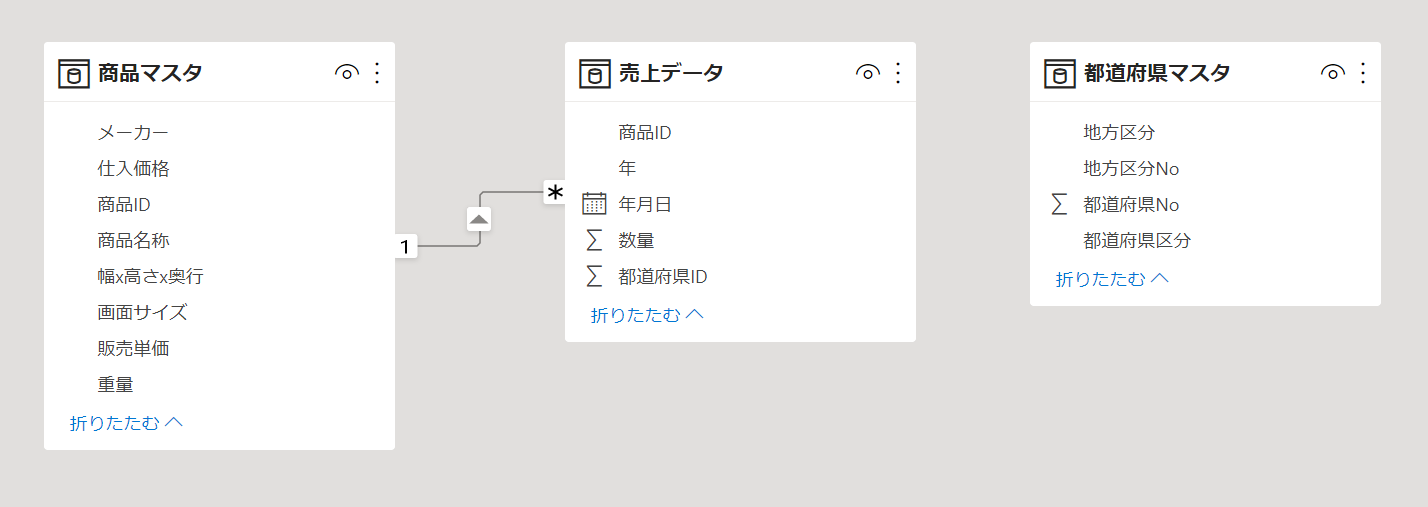 商品マスタ
メーカー
仕入価格
商品ID
商品名称
幅x高さx奥行
画面サイズ
販売単価
重量
折りたたむ
1
*
売上データ
商品ID
年
年月日
数量
都道府県ID
折りたたむ
都道府県マスタ
地方区分
地方区分No
都道府県No
都道府県区分
折りたたむ